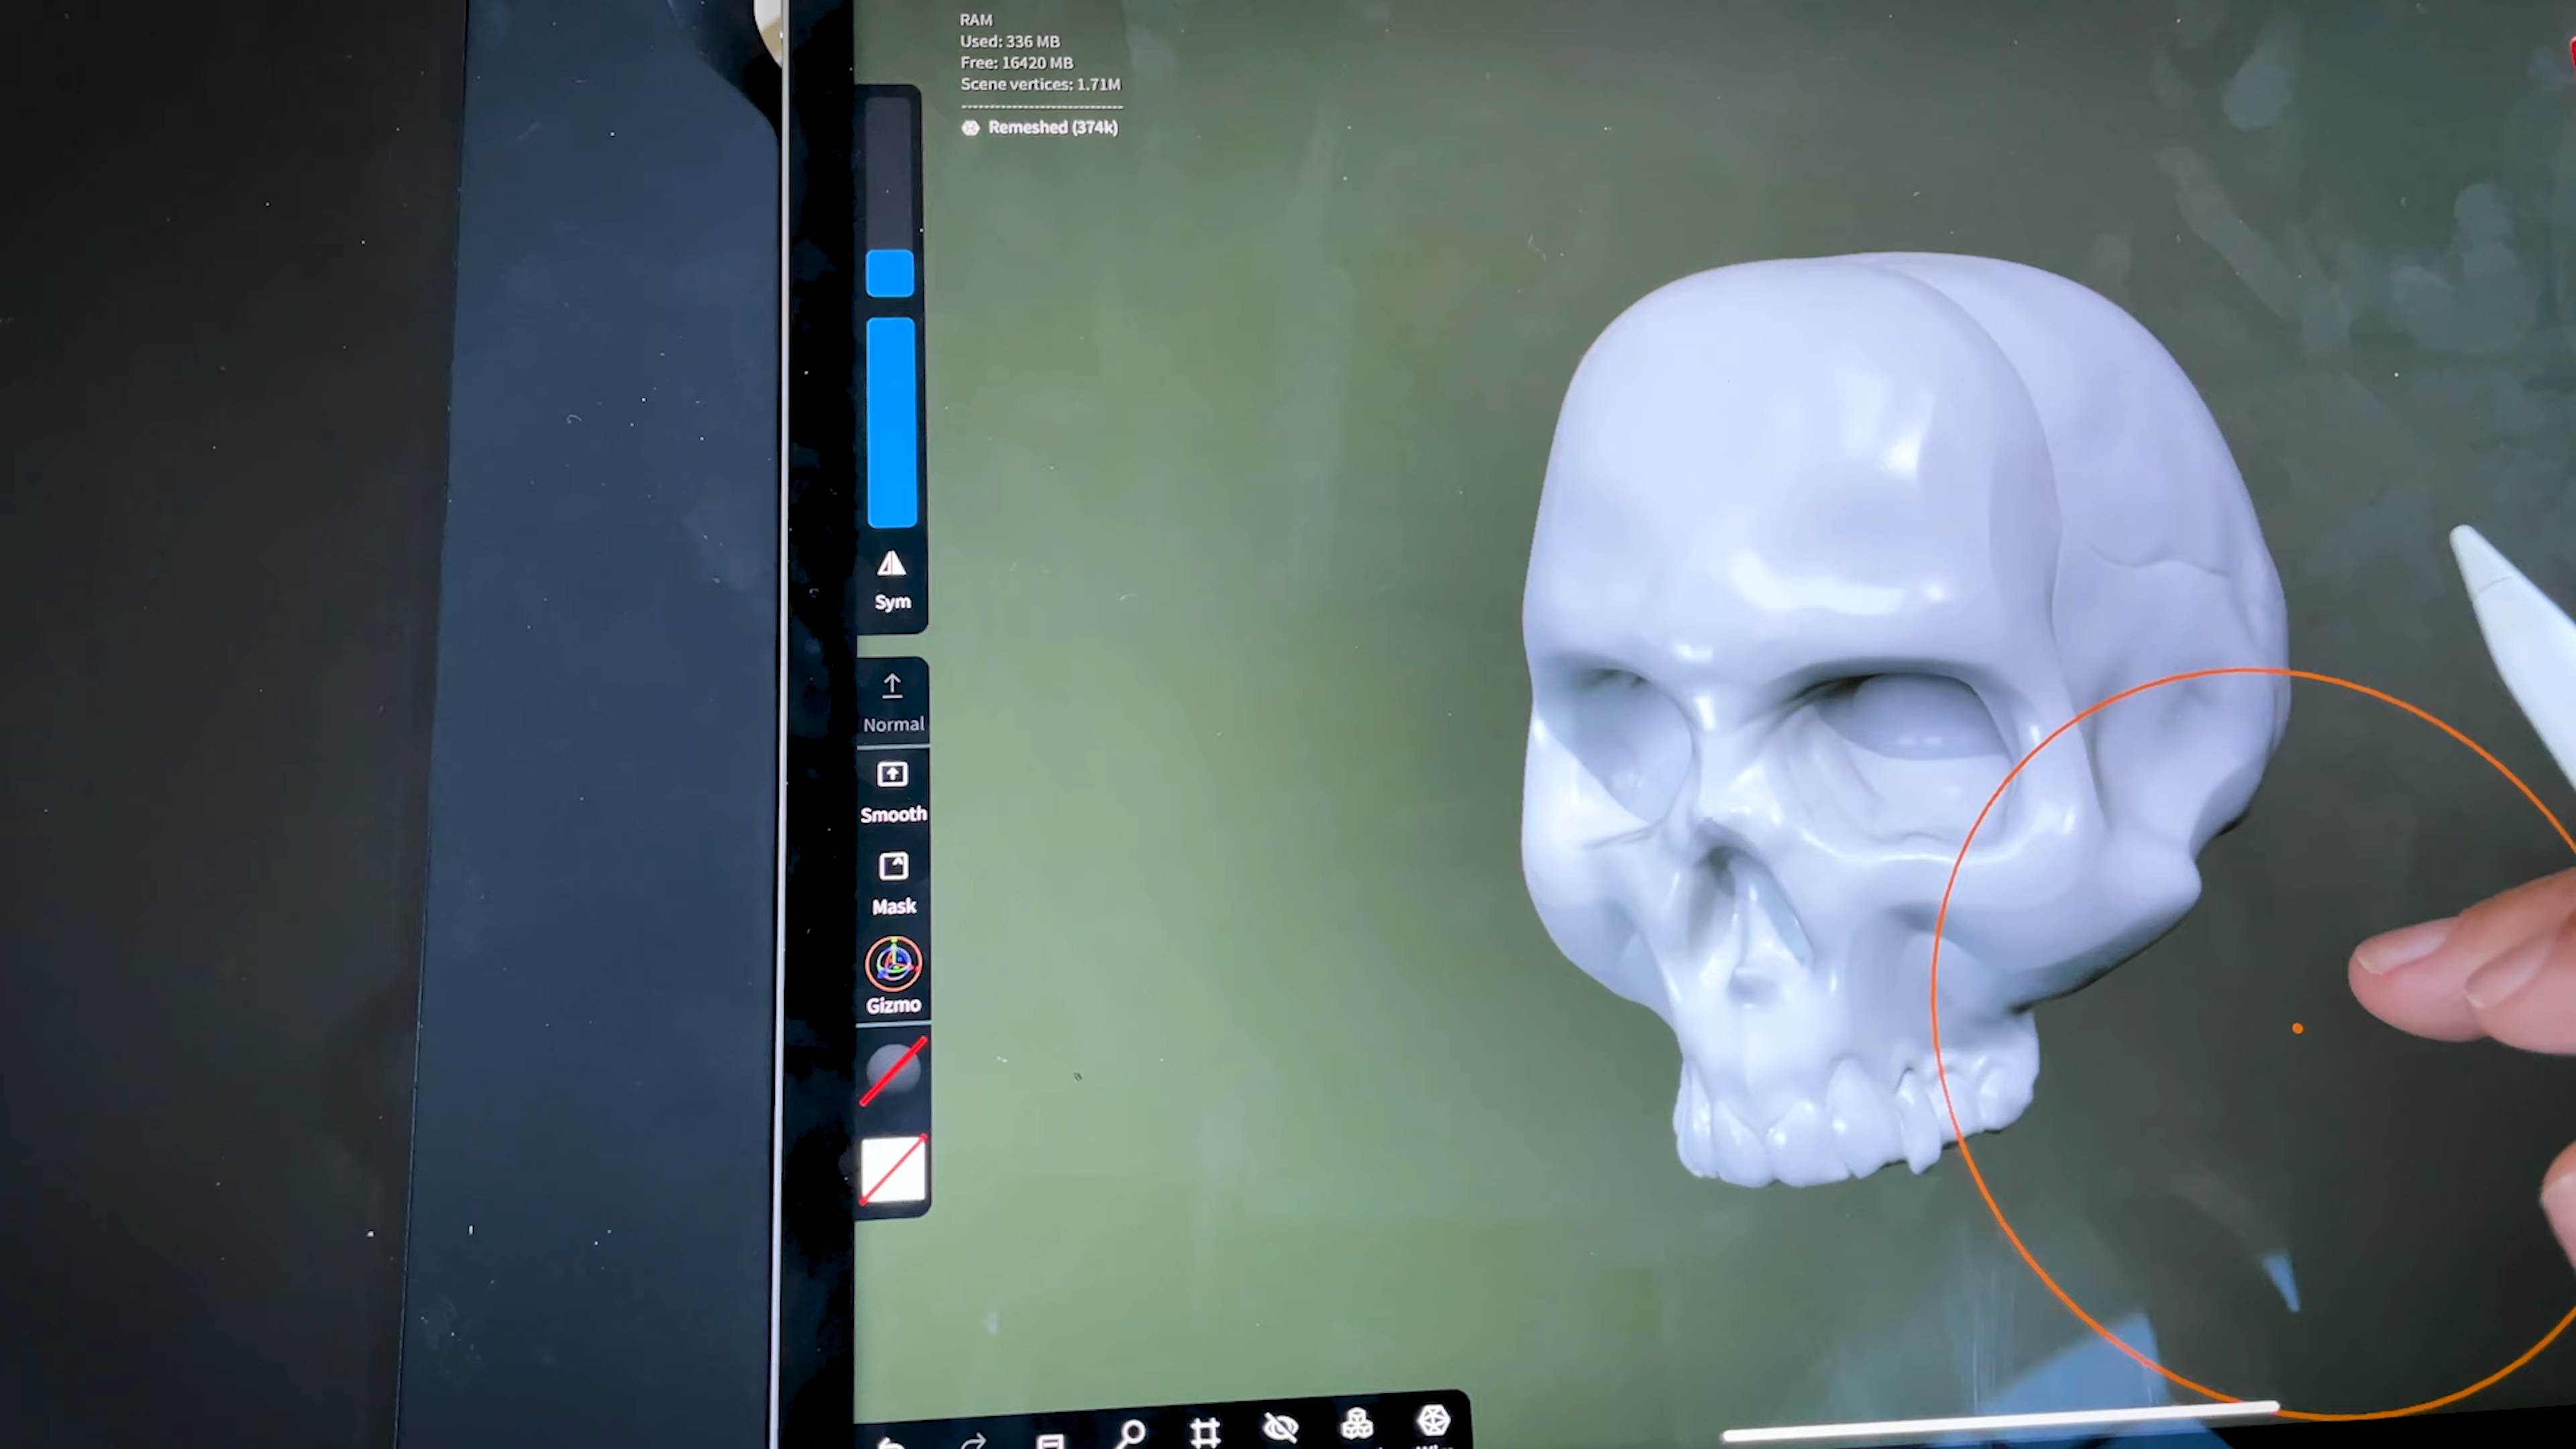 RAM
Used: 336 MB
Free: 16420 MB
Scene vertices: 1.71M
Remeshed (374k)
Sym
Normal
Smooth
Mask
Gizmo